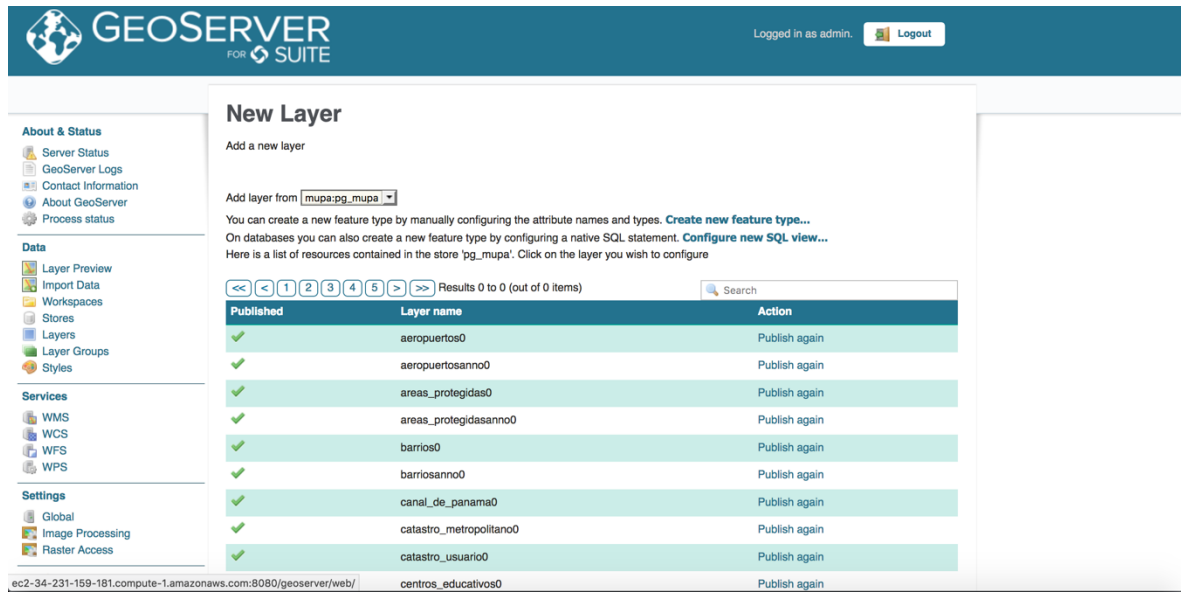 GEOSERVER
FOR SUITE
Logged in as admin.
Logout
About & Status
Server Status
GeoServer Logs
Contact Information
About GeoServer
Process status
Data
Layer Preview
Import Data
Workspaces
Stores
Layers
Layer Groups
Styles
Services
WMS
WCS
WFS
WPS
Settings
Global
Image Processing
Raster Access
New Layer
Add a new layer
Add layer from mupa:pg_mupa
You can create a new feature type by manually configuring the attribute names and types. Create new feature type...
On databases you can also create a new feature type by configuring a native SQL statement. Configure new SQL view...
Here is a list of resources contained in the store 'pg_mupa'. Click on the layer you wish to configure
<< < 1 2 3 4 5 > >> Results 0 to 0 (out of 0 items) Search
Published Layer name Action
aeropuertos0 Publish again
aeropuertosanno0 Publish again
areas_protegidas0 Publish again
areas_protegidasanno0 Publish again
barrios0 Publish again
barriosanno0 Publish again
canal_de_panama0 Publish again
catastro_metropolitano0 Publish again
catastro_usuario0 Publish again
centros_educativos0 Publish again
ec2-34-231-159-181.compute-1.amazonaws.com:8080/geoserver/web/